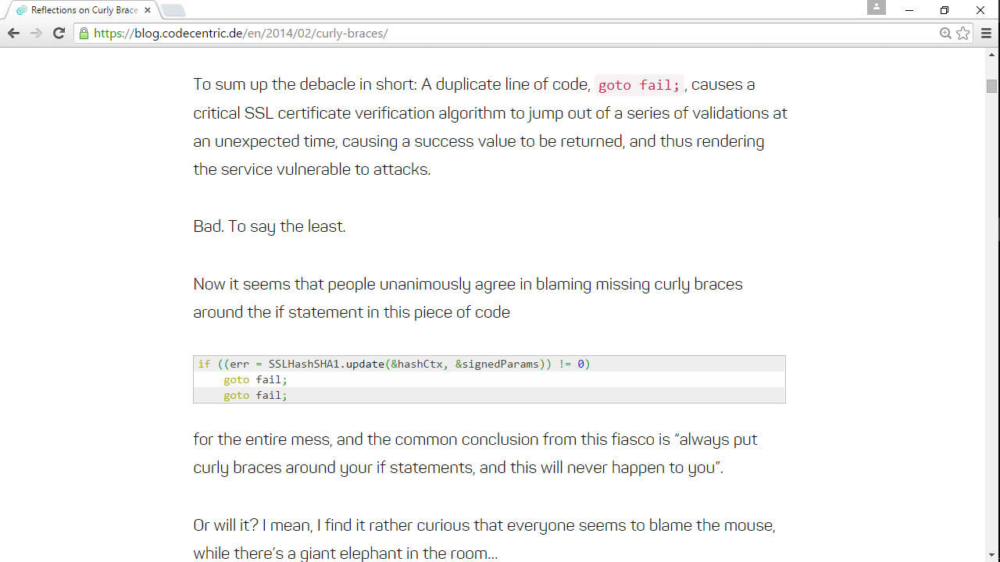 Reflections on Curly Brace
https://blog.codecentric.de/en/2014/02/curly-braces/
To sum up the debacle in short: A duplicate line of code, goto fail; , causes a
critical SSL certificate verification algorithm to jump out of a series of validations at
an unexpected time, causing a success value to be returned, and thus rendering
the service vulnerable to attacks.
Bad. To say the least.
Now it seems that people unanimously agree in blaming missing curly braces
around the if statement in this piece of code
if ((err = SSLHashSHA1.update(&hashCtx, &signedParams)) != 0)
    goto fail;
    goto fail;
for the entire mess, and the common conclusion from this fiasco is “always put
curly braces around your if statements, and this will never happen to you”.
Or will it? I mean, I find it rather curious that everyone seems to blame the mouse,
while there’s a giant elephant in the room…